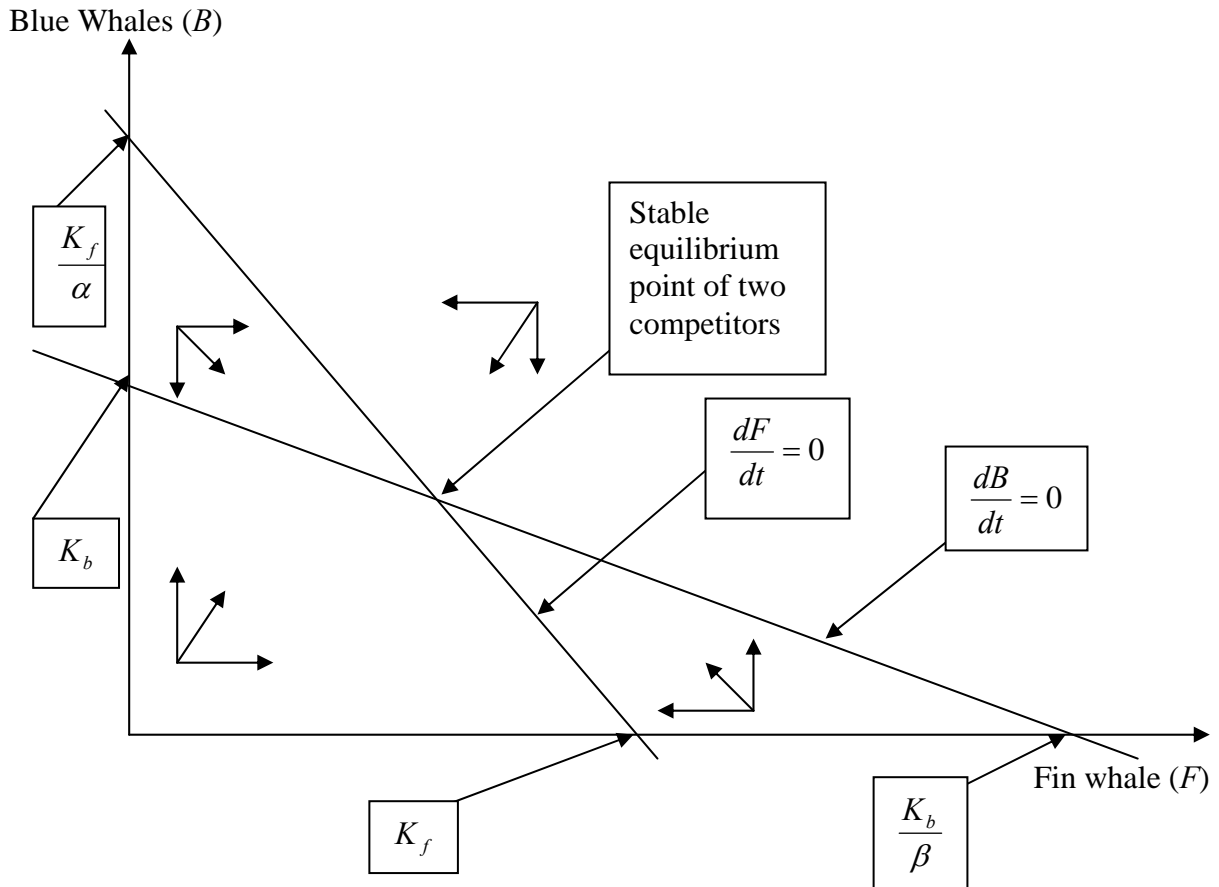 Blue Whales (B)
K_f
α
Stable
equilibrium
point of two
competitors
dF/dt = 0
dB/dt = 0
K_b
Fin whale (F)
K_f
K_b
β